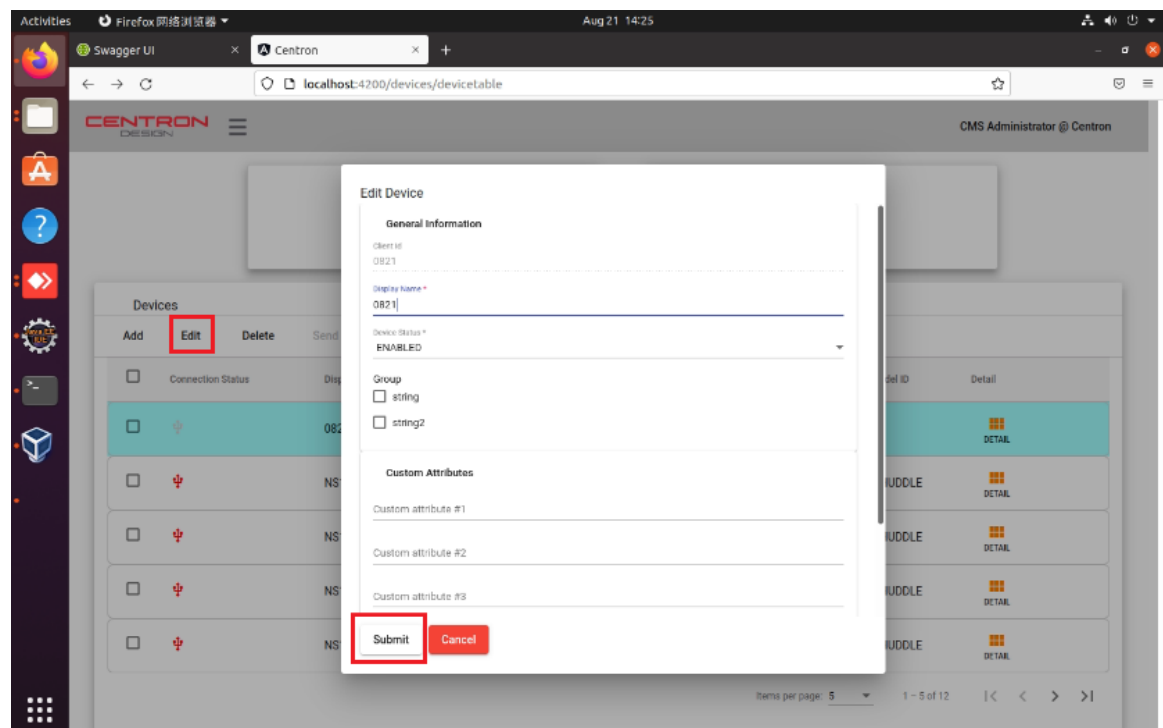 Activities Firefox 网络浏览器 Aug 21 14:25
Swagger UI × Centron × +
localhost:4200/devices/devicetable
CENTRON
DESIGN
CMS Administrator @ Centron
Edit Device
General Information
Client Id
0821
Display Name *
0821
Devices
Device Status *
Add Edit Delete Send
ENABLED
Connection Status
Group
Detail
string
string2
DETAIL
Custom Attributes
Custom attribute #1
DETAIL
Custom attribute #2
DETAIL
Custom attribute #3
DETAIL
Submit Cancel
DETAIL
Items per page: 5 1 – 5 of 12